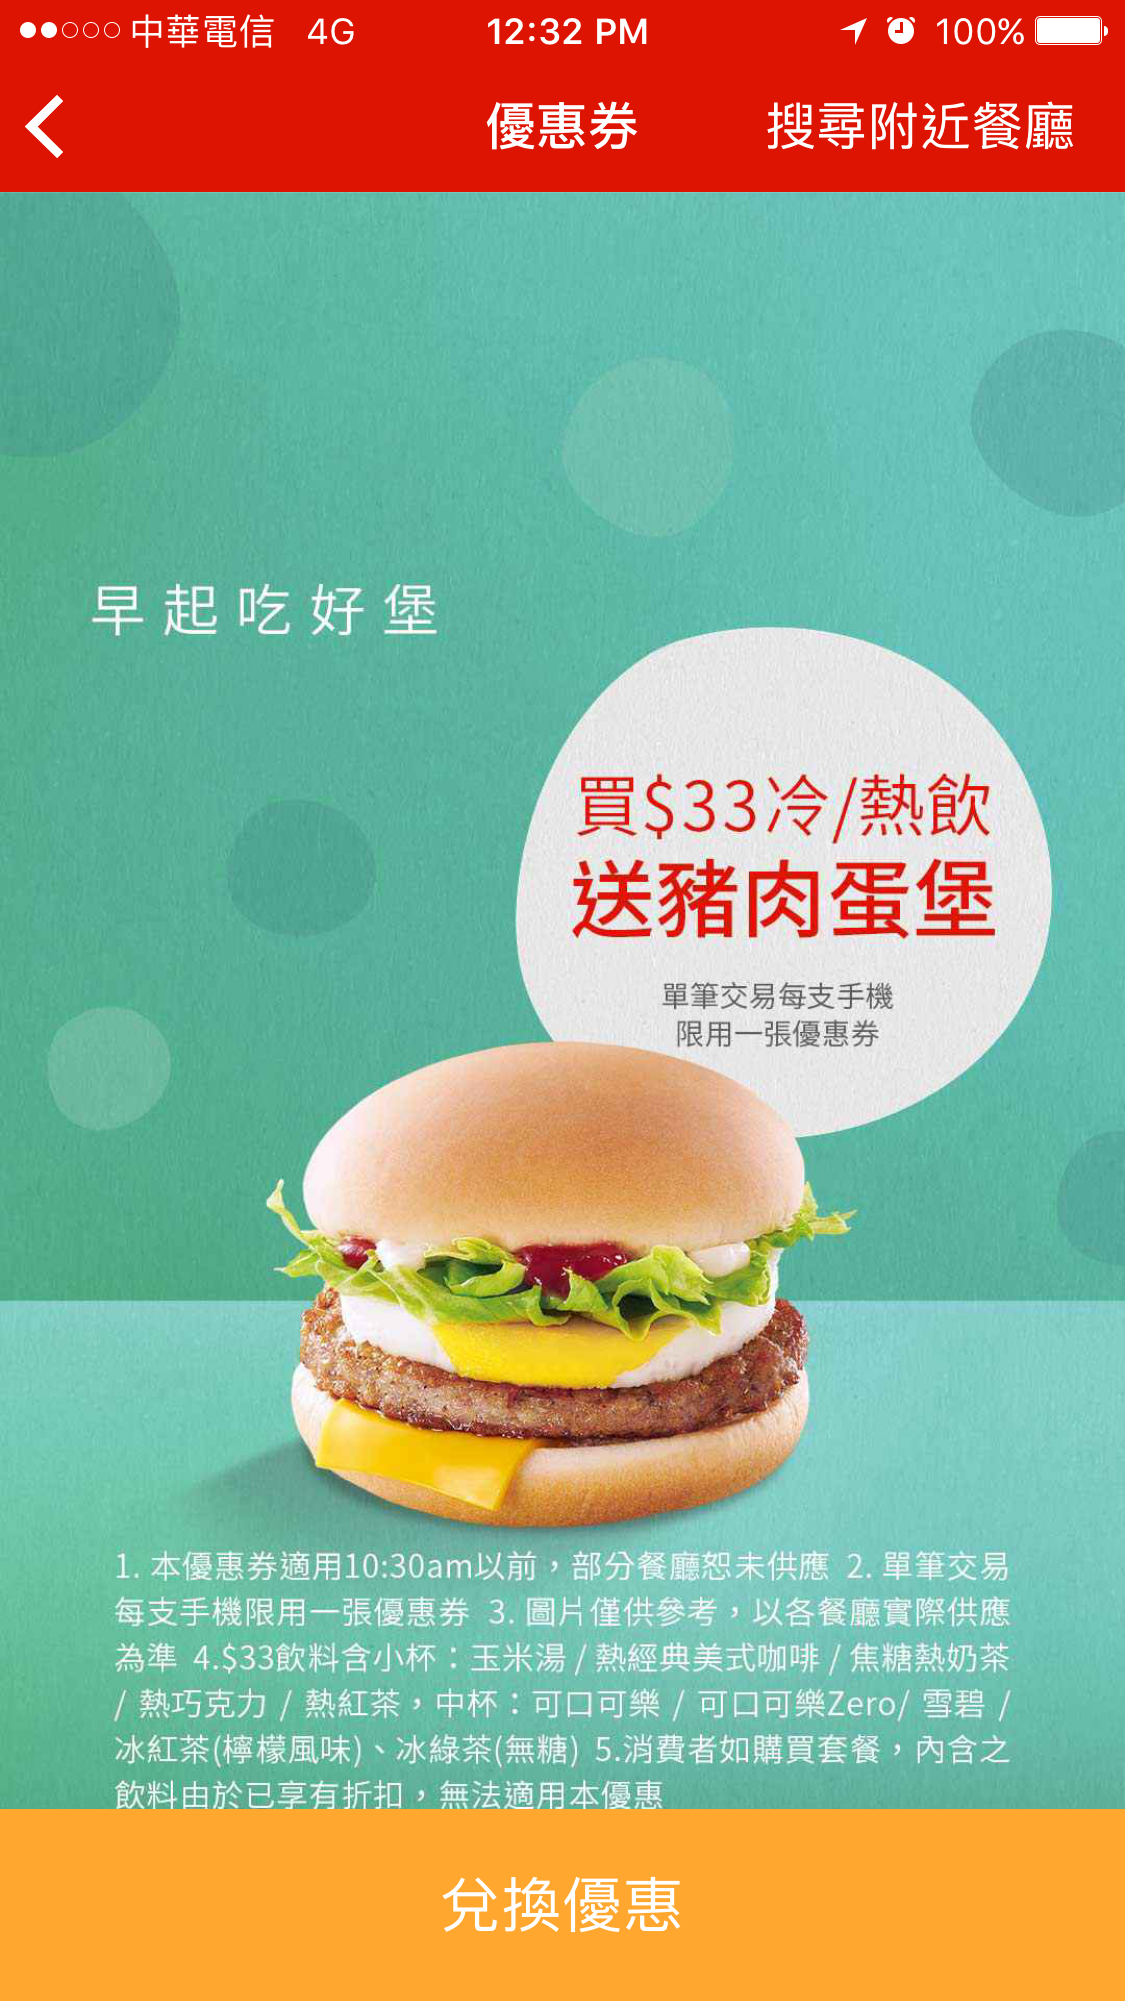 中華電信 4G 12:32 PM 100%
優惠券 搜尋附近餐廳
早起吃好堡
買$33冷/熱飲
送豬肉蛋堡
單筆交易每支手機
限用一張優惠券
1. 本優惠券適用10:30am以前，部分餐廳恕未供應 2. 單筆交易
每支手機限用一張優惠券 3. 圖片僅供參考，以各餐廳實際供應
為準 4.$33飲料含小杯：玉米湯 / 熱經典美式咖啡 / 焦糖熱奶茶
/ 熱巧克力 / 熱紅茶，中杯：可口可樂 / 可口可樂Zero/ 雪碧 /
冰紅茶(檸檬風味)、冰綠茶(無糖) 5.消費者如購買套餐，內含之
飲料由於已享有折扣，無法適用本優惠
兌換優惠